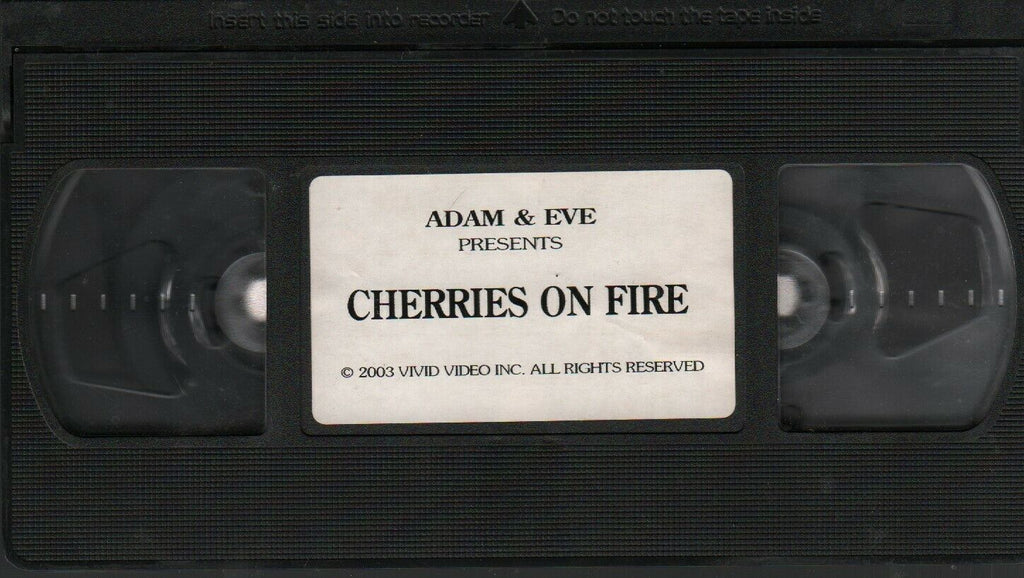 Insert this side into recorder Do not touch the tape inside
ADAM & EVE
PRESENTS
CHERRIES ON FIRE
© 2003 VIVID VIDEO INC. ALL RIGHTS RESERVED